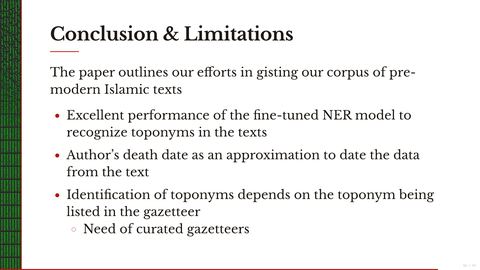 Conclusion & Limitations
The paper outlines our efforts in gisting our corpus of pre-
modern Islamic texts
• Excellent performance of the fine-tuned NER model to
recognize toponyms in the texts
• Author's death date as an approximation to date the data
from the text
• Identification of toponyms depends on the toponym being
listed in the gazetteer
○ Need of curated gazetteers